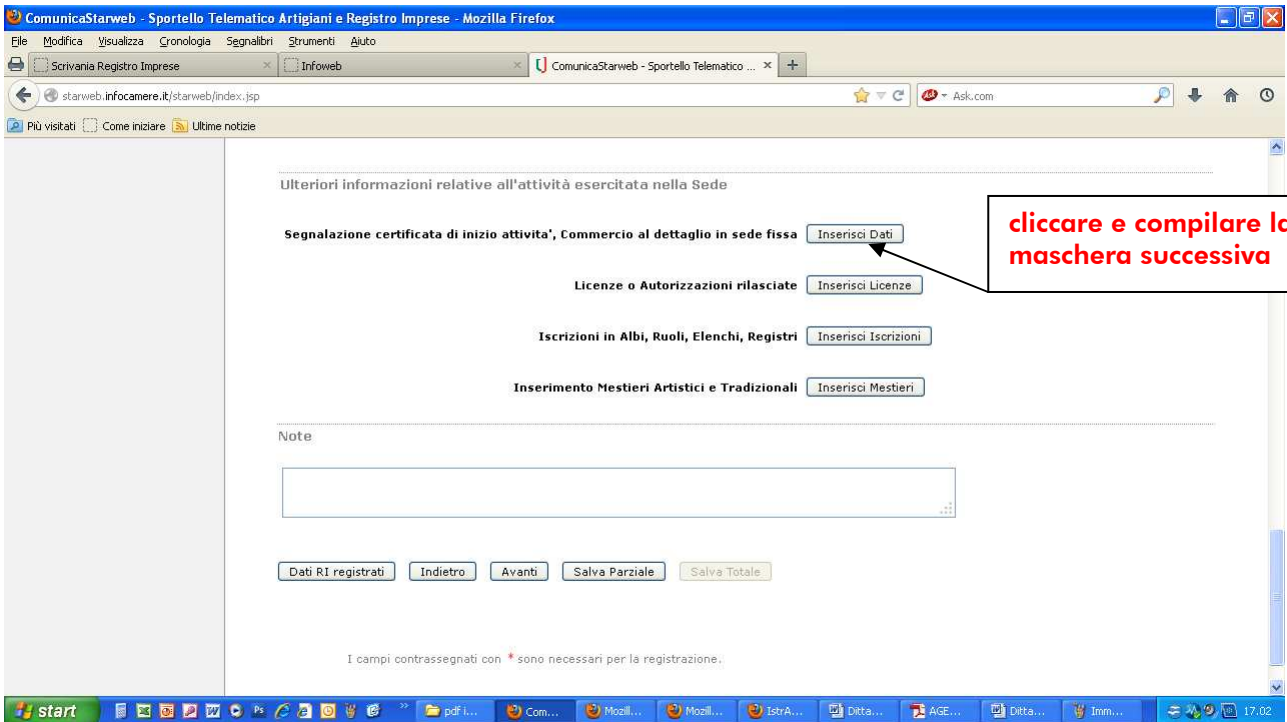 ComunicaStarweb - Sportello Telematico Artigiani e Registro Imprese - Mozilla Firefox
File Modifica Visualizza Cronologia Segnalibri Strumenti Aiuto
Scrivania Registro Imprese × Infoweb × ComunicaStarweb - Sportello Telematico ... × +
starweb.infocamere.it/starweb/index.jsp Ask.com
Più visitati Come iniziare Ultime notizie
Ulteriori informazioni relative all'attività esercitata nella Sede
Segnalazione certificata di inizio attivita', Commercio al dettaglio in sede fissa Inserisci Dati
cliccare e compilare la
maschera successiva
Licenze o Autorizzazioni rilasciate Inserisci Licenze
Iscrizioni in Albi, Ruoli, Elenchi, Registri Inserisci Iscrizioni
Inserimento Mestieri Artistici e Tradizionali Inserisci Mestieri
Note
Dati RI registrati Indietro Avanti Salva Parziale Salva Totale
I campi contrassegnati con * sono necessari per la registrazione.
start pdf i... Com... Mozil... Mozil... IstrA... Ditta... AGE... Ditta... Imm... 17.02